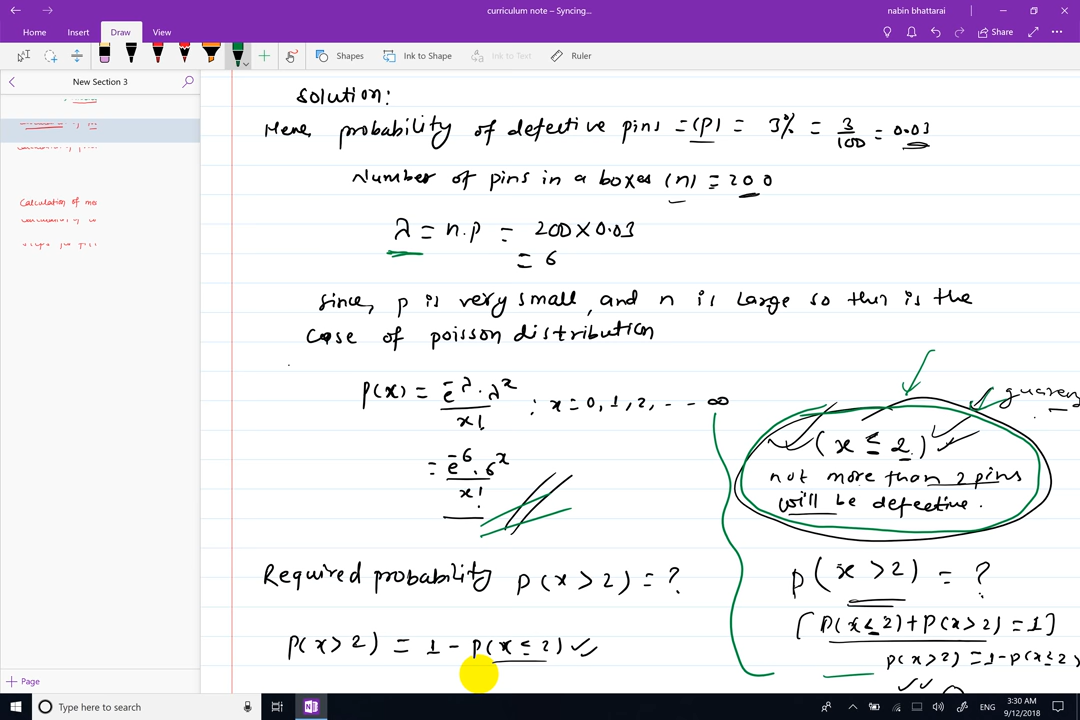 curriculum note – Syncing...
nabin bhattarai
Home Insert Draw View
Share
Shapes Ink to Shape Ink to Text Ruler
New Section 3
Solution:
Here, probability of defective pins = (p) = 3% = 3/100 = 0.03
Number of pins in a boxes (n) = 200
λ = n.p = 200 × 0.03
= 6
Since, p is very small, and n is large so this is the
case of poisson distribution
p(x) = e^-λ . λ^x / x! ; x = 0, 1, 2, - - ∞
= e^-6 . 6^x / x!
(x ≤ 2)
not more than 2 pins
will be defective.
Required probability p(x > 2) = ?
p(x > 2) = ?
[p(x ≤ 2) + p(x > 2) = 1]
p(x > 2) = 1 - p(x ≤ 2) ✓
p(x > 2) = 1 - p(x ≤ 2)
Calculation of
+ Page
Type here to search
ENG
3:30 AM
9/12/2018